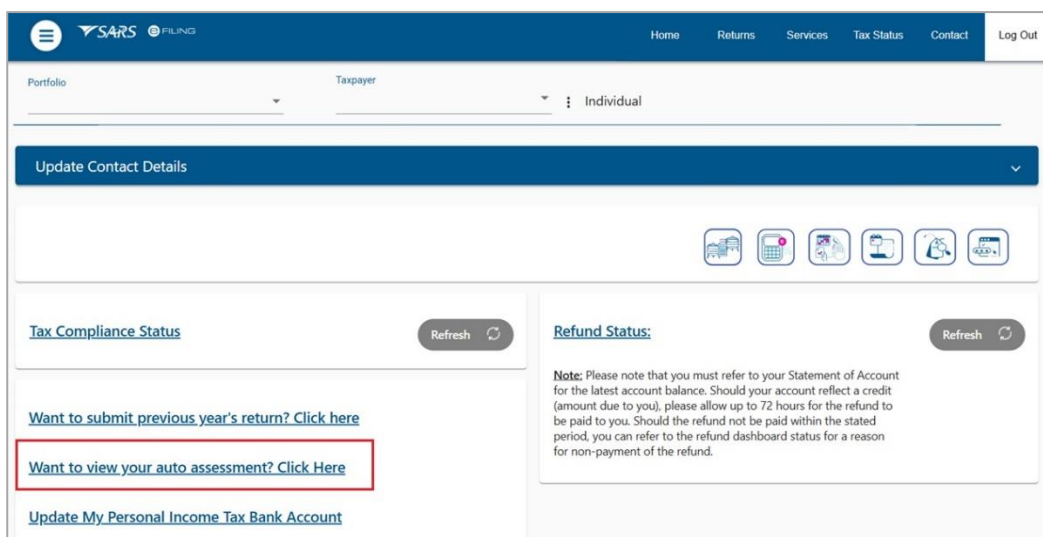 SARS eFILING
Home Returns Services Tax Status Contact Log Out
Portfolio
Taxpayer
Individual
Update Contact Details
Tax Compliance Status
Refresh
Refund Status:
Refresh
Note: Please note that you must refer to your Statement of Account
for the latest account balance. Should your account reflect a credit
(amount due to you), please allow up to 72 hours for the refund to
be paid to you. Should the refund not be paid within the stated
period, you can refer to the refund dashboard status for a reason
for non-payment of the refund.
Want to submit previous year's return? Click here
Want to view your auto assessment? Click Here
Update My Personal Income Tax Bank Account